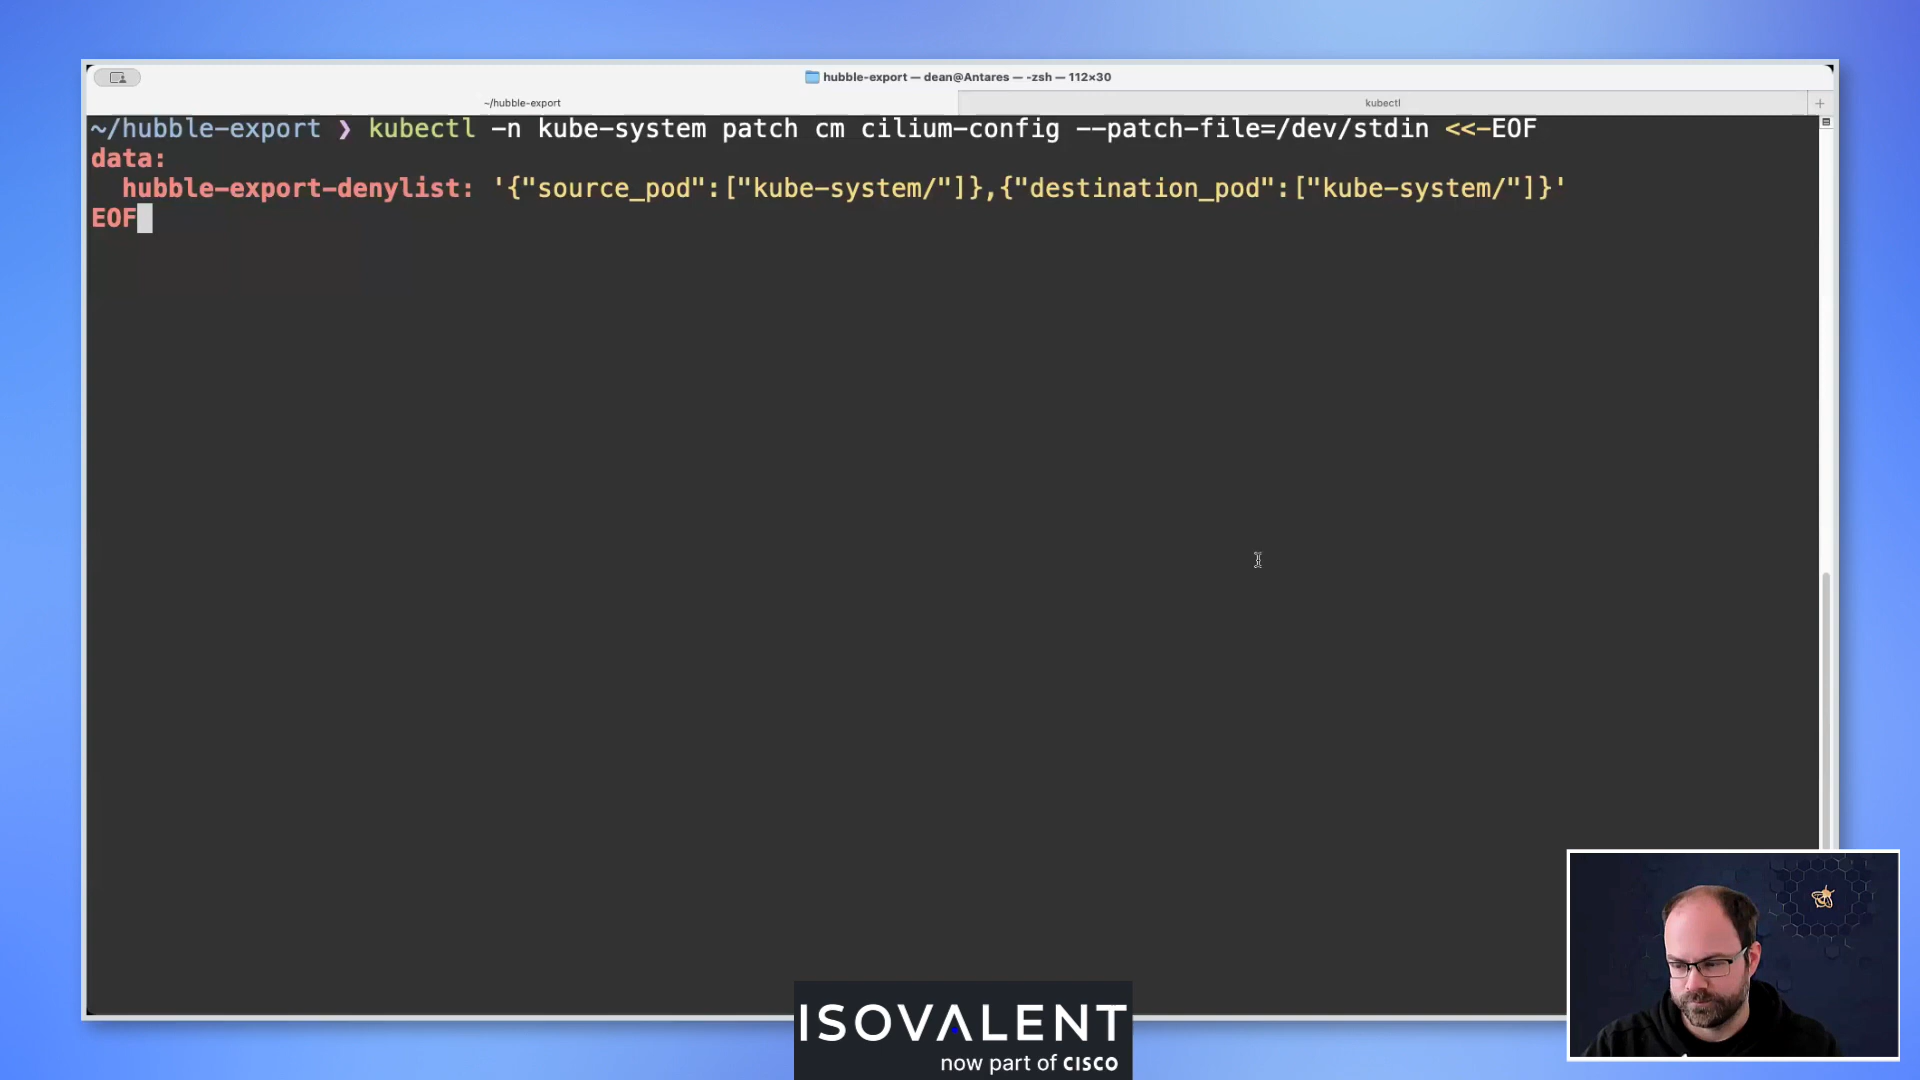 hubble-export — dean@Antares — -zsh — 112×30
~/hubble-export
kubectl
+
~/hubble-export ❯ kubectl -n kube-system patch cm cilium-config --patch-file=/dev/stdin <<-EOF
data:
  hubble-export-denylist: '{"source_pod":["kube-system/"]},{"destination_pod":["kube-system/"]}'
EOF
ISOVALENT
now part of CISCO